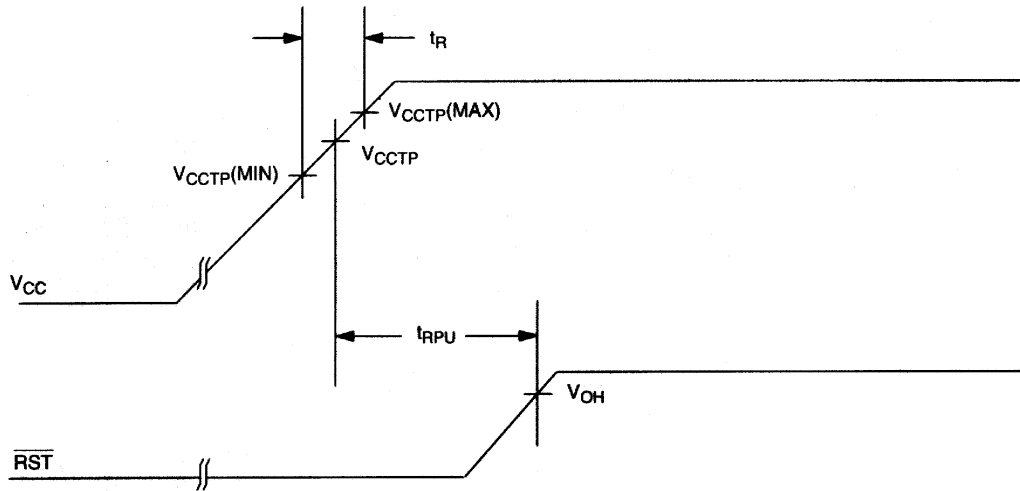 tR
VCCTP(MAX)
VCCTP
VCCTP(MIN)
VCC
tRPU
VOH
RST